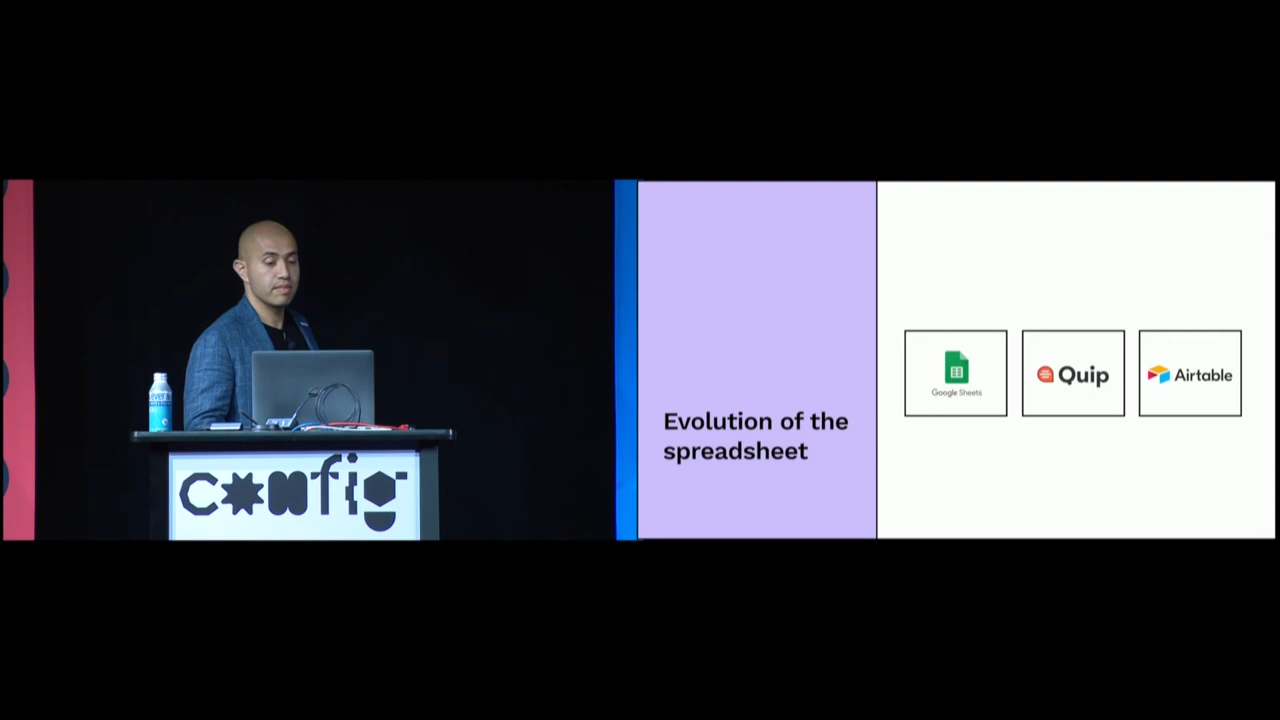 config
Evolution of the
spreadsheet
Google Sheets
Quip
Airtable